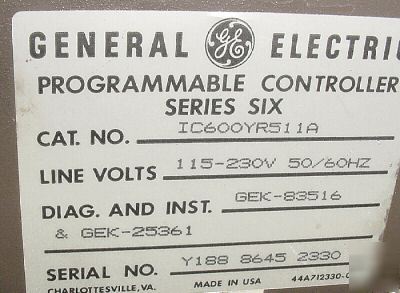 GENERAL GE ELECTRIC
PROGRAMMABLE CONTROLLER
SERIES SIX
CAT. NO. IC600YR511A
LINE VOLTS 115-230V 50/60HZ
DIAG. AND INST. GEK-83516
& GEK-25361
SERIAL NO. Y188 8645 2330
CHARLOTTESVILLE, VA. MADE IN USA 44A712330-